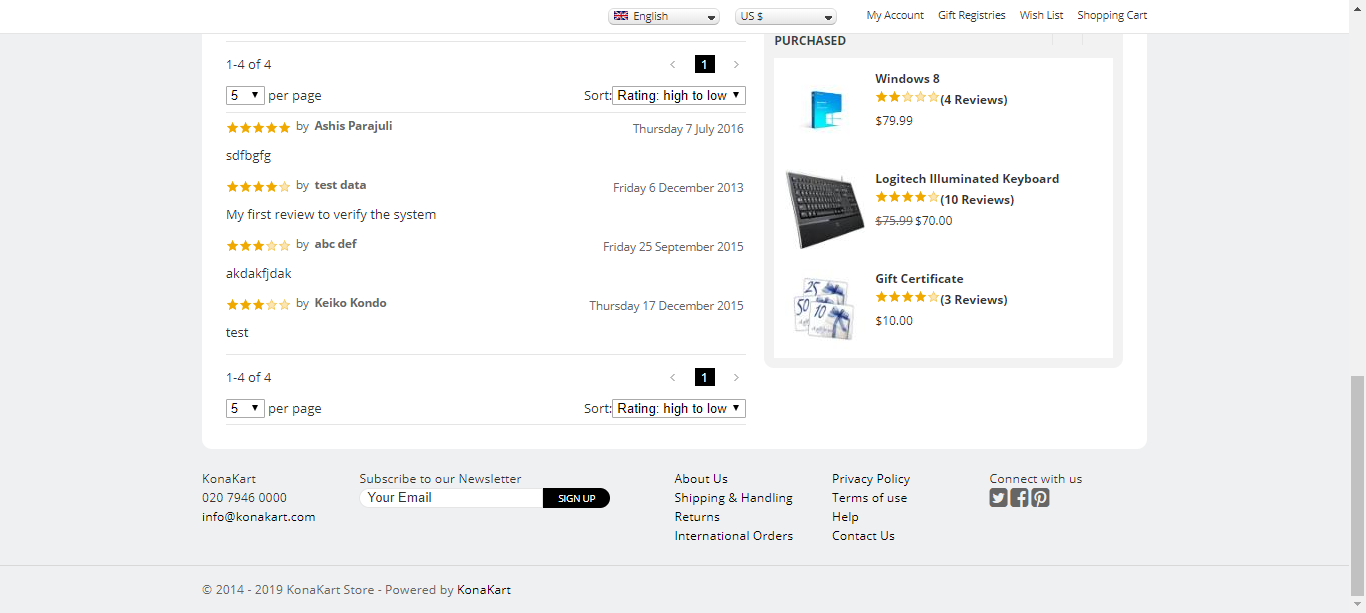 English
US $
My Account Gift Registries Wish List Shopping Cart
1-4 of 4
< 1 >
5 per page
Sort: Rating: high to low
by Ashis Parajuli
Thursday 7 July 2016
sdfbgfg
by test data
Friday 6 December 2013
My first review to verify the system
by abc def
Friday 25 September 2015
akdakfjdak
by Keiko Kondo
Thursday 17 December 2015
test
1-4 of 4
< 1 >
5 per page
Sort: Rating: high to low
PURCHASED
Windows 8
(4 Reviews)
$79.99
Logitech Illuminated Keyboard
(10 Reviews)
$75.99 $70.00
25
50
10
Gift Certificate
(3 Reviews)
$10.00
KonaKart
020 7946 0000
info@konakart.com
Subscribe to our Newsletter
Your Email SIGN UP
About Us
Shipping & Handling
Returns
International Orders
Privacy Policy
Terms of use
Help
Contact Us
Connect with us
© 2014 - 2019 KonaKart Store - Powered by KonaKart